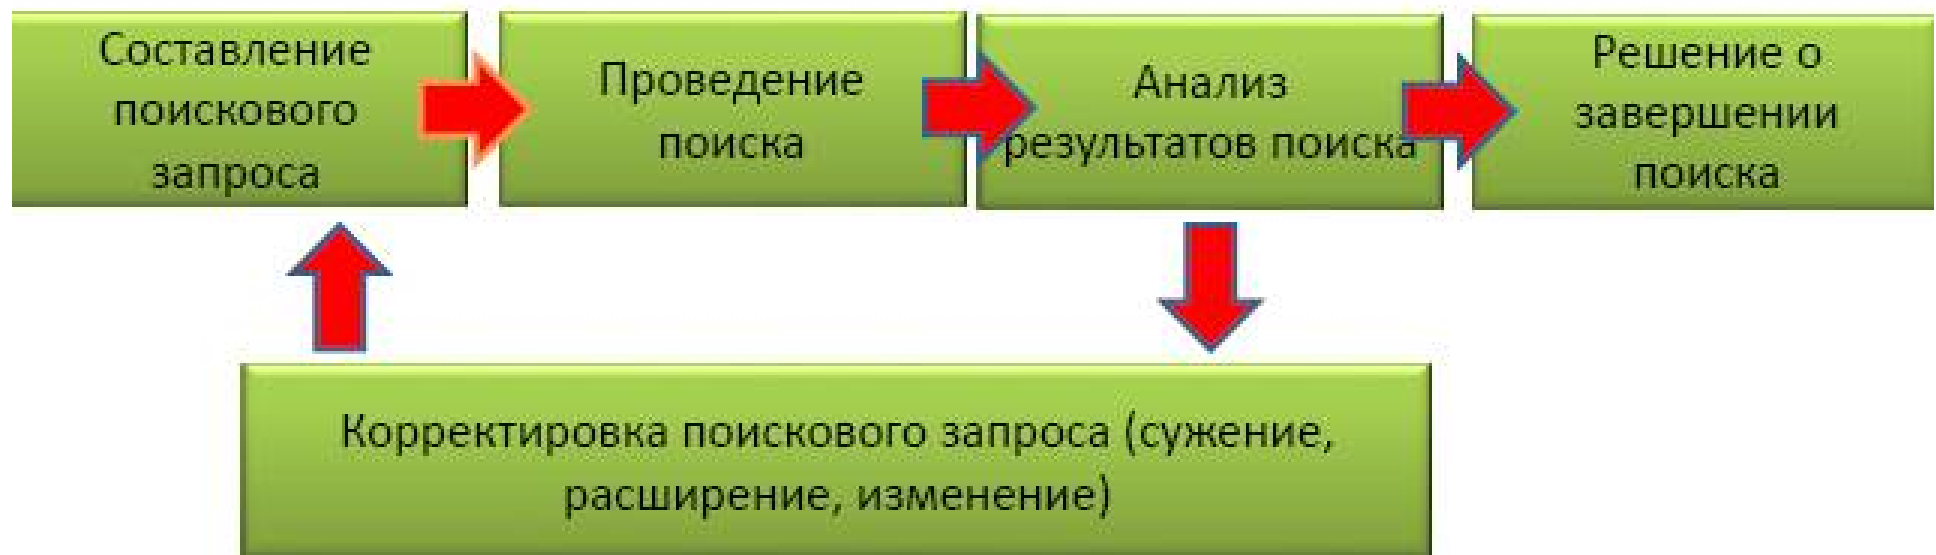 Составление
поискового
запроса
Проведение
поиска
Анализ
результатов поиска
Решение о
завершении
поиска
Корректировка поискового запроса (сужение,
расширение, изменение)